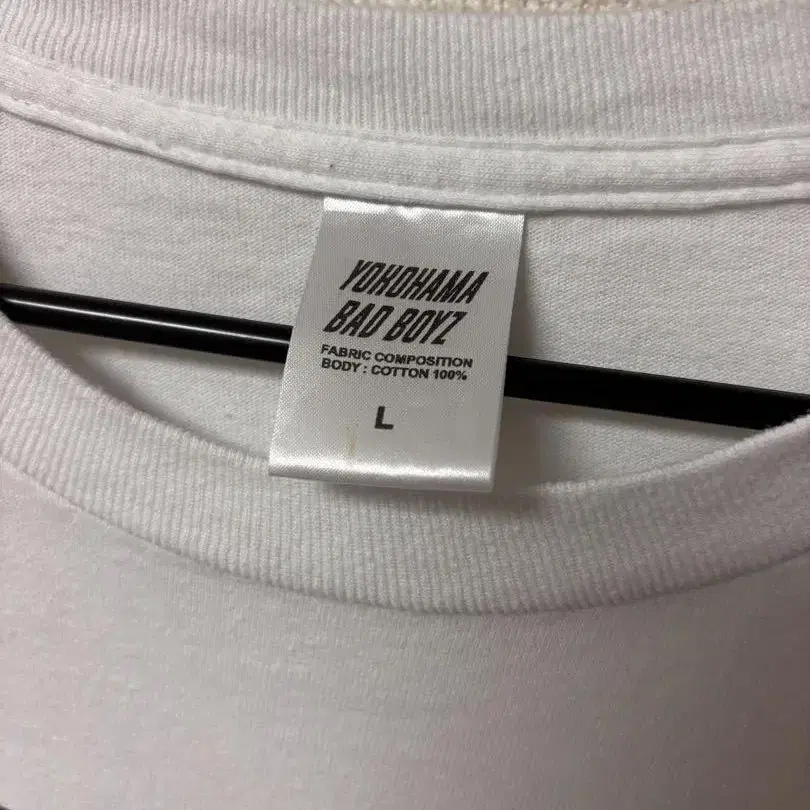 YOKOHAMA
BAD BOYZ
FABRIC COMPOSITION
BODY : COTTON 100%
L